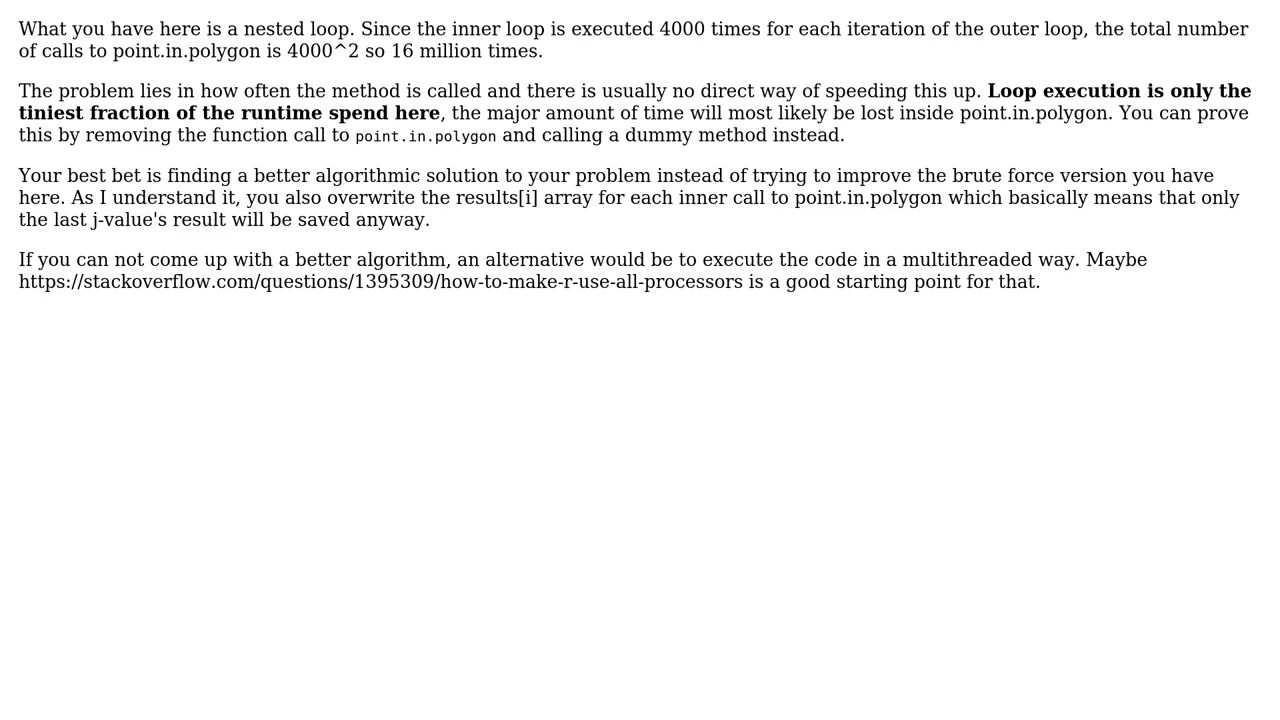 What you have here is a nested loop. Since the inner loop is executed 4000 times for each iteration of the outer loop, the total number
of calls to point.in.polygon is 4000^2 so 16 million times.
The problem lies in how often the method is called and there is usually no direct way of speeding this up. Loop execution is only the
tiniest fraction of the runtime spend here, the major amount of time will most likely be lost inside point.in.polygon. You can prove
this by removing the function call to point.in.polygon and calling a dummy method instead.
Your best bet is finding a better algorithmic solution to your problem instead of trying to improve the brute force version you have
here. As I understand it, you also overwrite the results[i] array for each inner call to point.in.polygon which basically means that only
the last j-value's result will be saved anyway.
If you can not come up with a better algorithm, an alternative would be to execute the code in a multithreaded way. Maybe
https://stackoverflow.com/questions/1395309/how-to-make-r-use-all-processors is a good starting point for that.